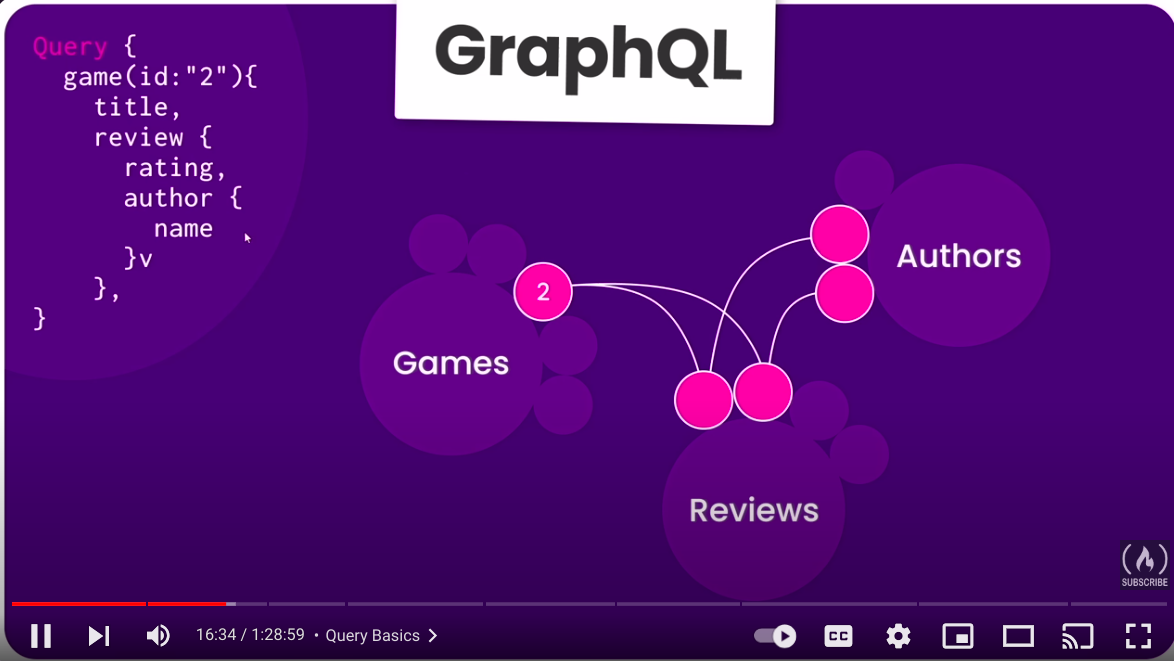 GraphQL
Query {
game(id:"2"){
title,
review {
rating,
author {
name
}v
},
}
2
Games
Authors
Reviews
SUBSCRIBE
16:34 / 1:28:59 • Query Basics
CC